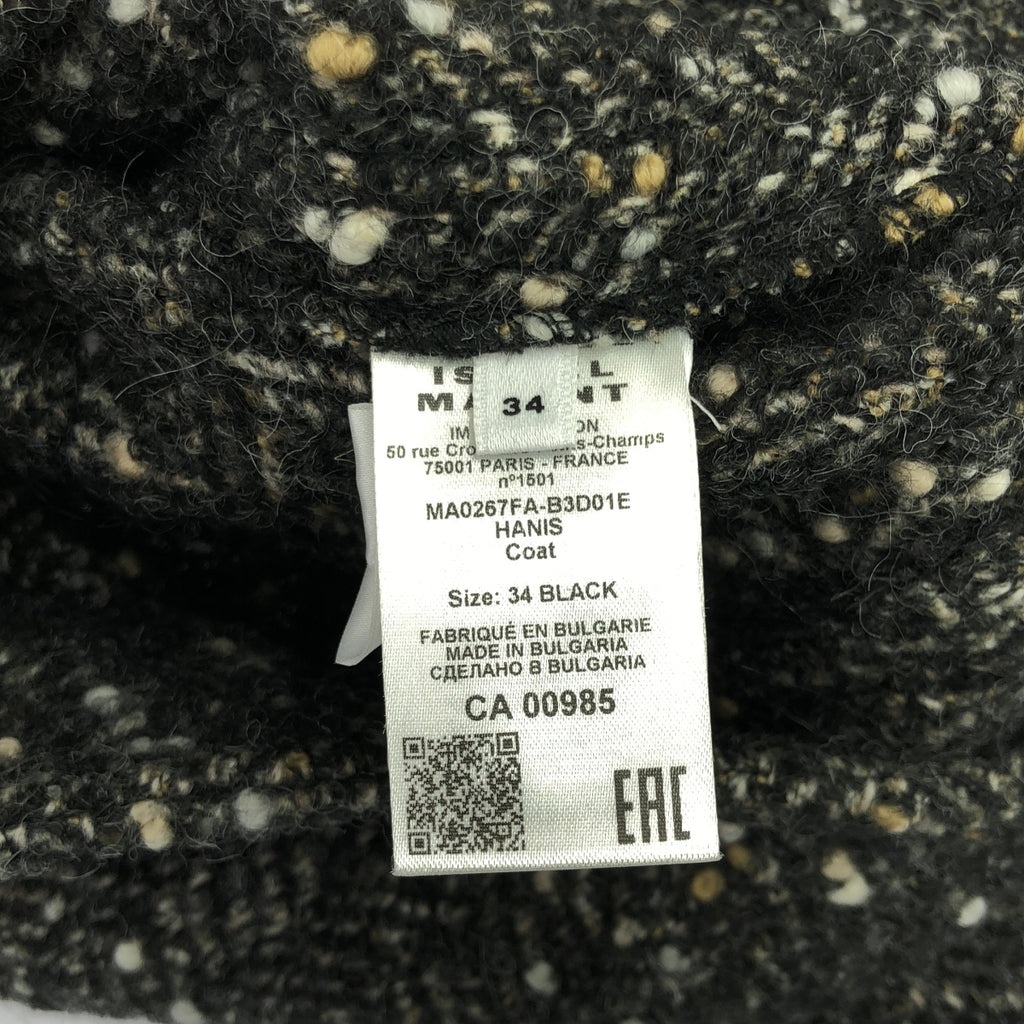 34
50 rue s-Champs
75001 PARIS - FRANCE
n°1501
MA0267FA-B3D01E
HANIS
Coat
Size: 34 BLACK
FABRIQUÉ EN BULGARIE
MADE IN BULGARIA
СДЕЛАНО В BULGARIA
CA 00985
EAC